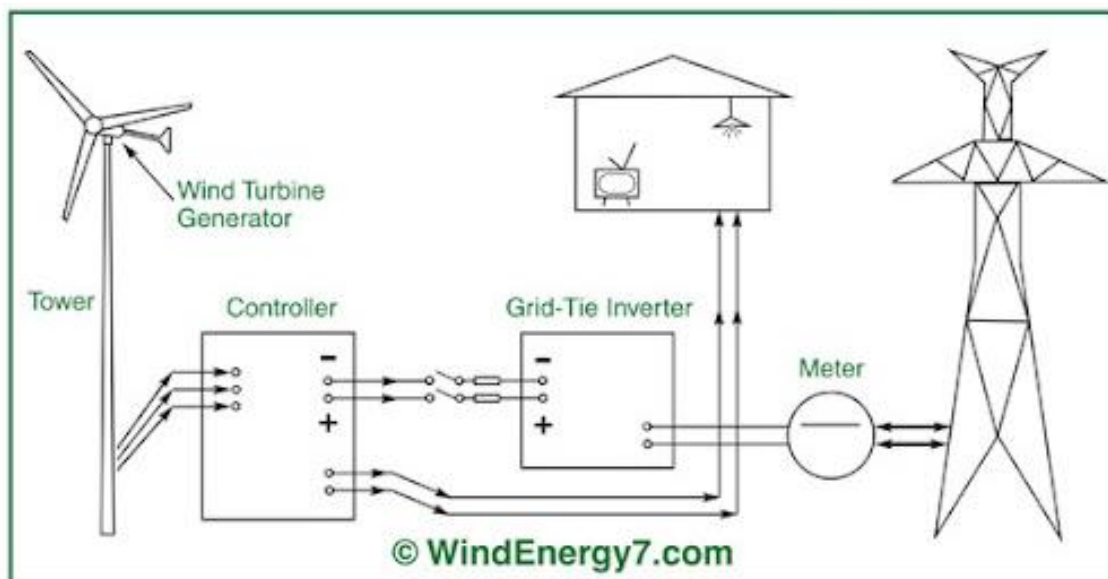 Wind Turbine
Generator
Tower
Controller
Grid-Tie Inverter
Meter
-
+
-
+
© WindEnergy7.com